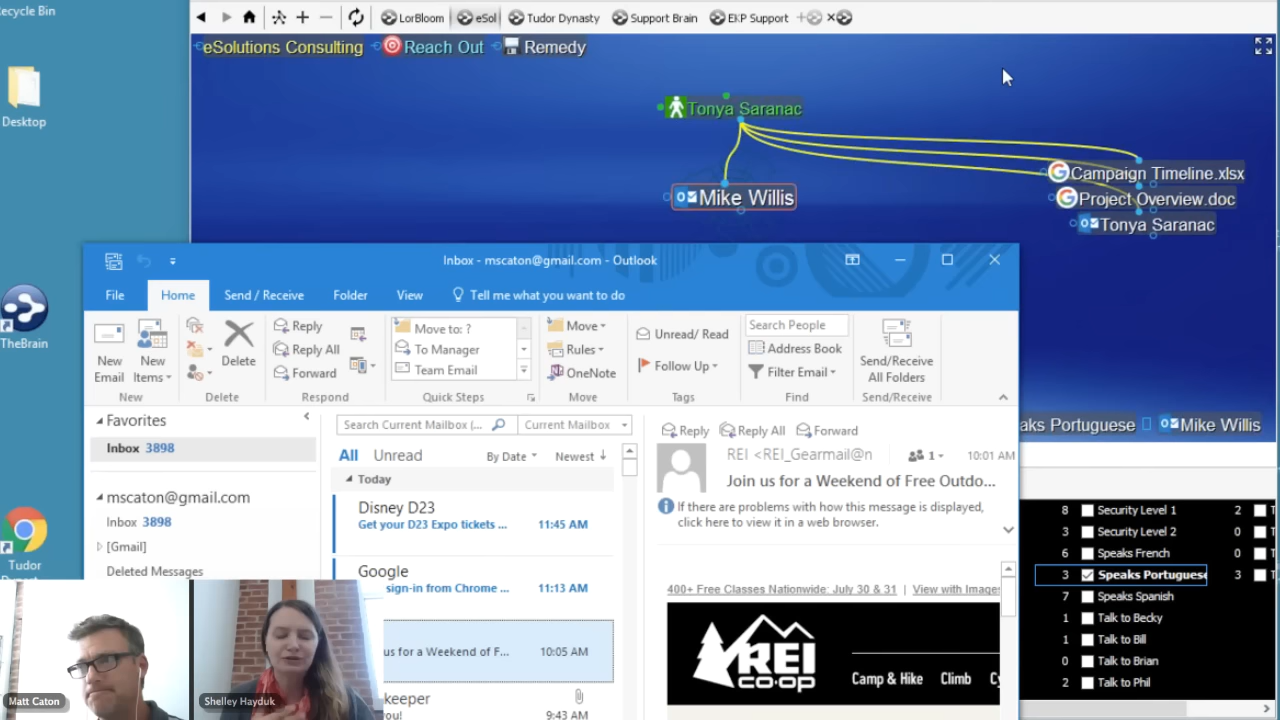 ecycle Bin
LorBloom
eSol
Tudor Dynasty
Support Brain
EKP Support
eSolutions Consulting
Reach Out
Remedy
Desktop
Tonya Saranac
Campaign Timeline.xlsx
Mike Willis
Project Overview.doc
Tonya Saranac
Inbox - mscaton@gmail.com - Outlook
File
Home
Send / Receive
Folder
View
Tell me what you want to do
TheBrain
New Email
New Items
Delete
Reply
Reply All
Forward
Move to: ?
To Manager
Team Email
Move
Rules
OneNote
Unread/ Read
Follow Up
Search People
Address Book
Filter Email
Send/Receive All Folders
New
Delete
Respond
Quick Steps
Move
Tags
Find
Send/Receive
aks Portuguese
Mike Willis
Favorites
Inbox 3898
mscaton@gmail.com
Inbox 3898
[Gmail]
Deleted Messages
Search Current Mailbox (...
Current Mailbox
All
Unread
By Date
Newest
Today
Disney D23
Get your D23 Expo tickets ...
11:45 AM
Google
sign-in from Chrome ...
11:13 AM
us for a Weekend of F...
10:05 AM
keeper
you!
9:43 AM
Reply
Reply All
Forward
REI <REI_Gearmail@n
1
10:01 AM
Join us for a Weekend of Free Outdo...
If there are problems with how this message is displayed,
click here to view it in a web browser.
400+ Free Classes Nationwide: July 30 & 31 | View with Images
REI
CO-OP
Camp & Hike
Climb
Cy
8 Security Level 1 2 T
3 Security Level 2 0 T
6 Speaks French 0 T
3 Speaks Portuguese 3 T
7 Speaks Spanish
1 Talk to Becky
1 Talk to Bill
0 Talk to Brian
2 Talk to Phil
Tudor
Matt Caton
Shelley Hayduk